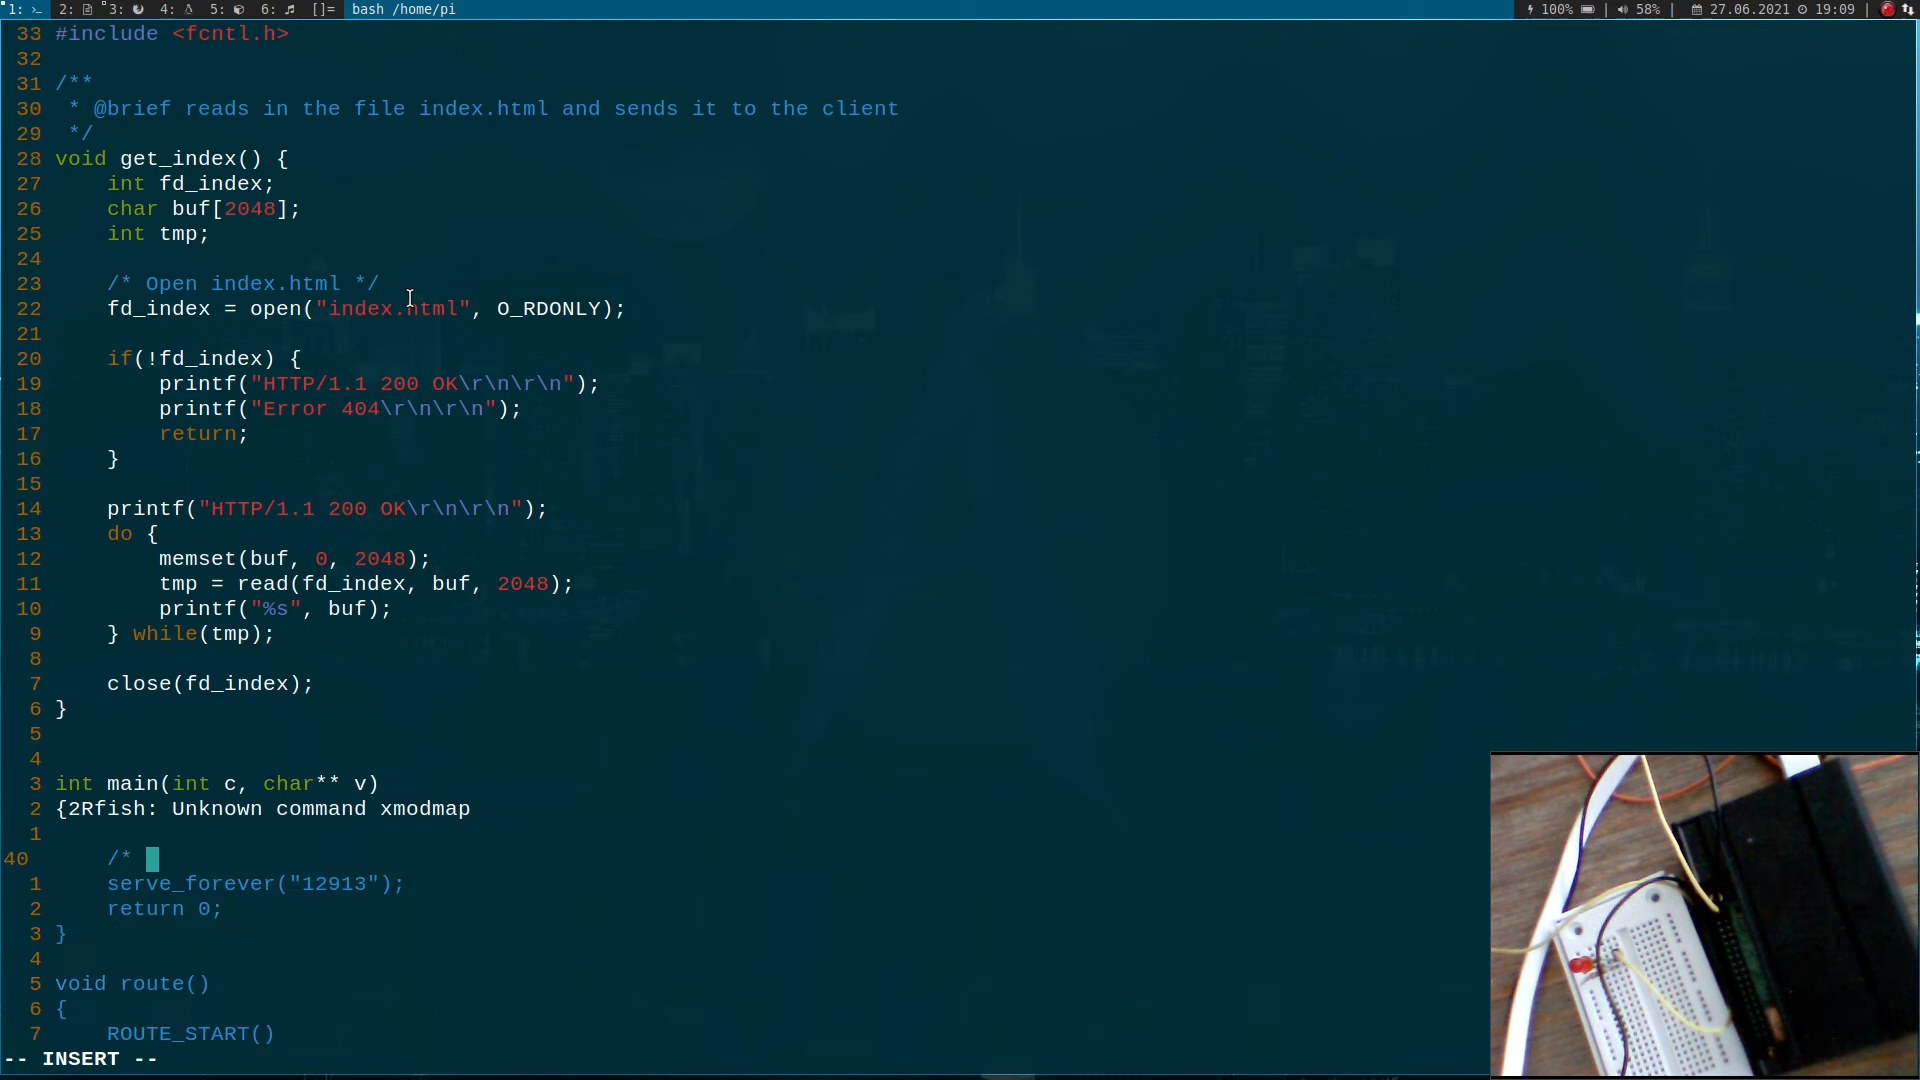 1: 2: 3: 4: 5: 6: []= bash /home/pi 100% | 58% | 27.06.2021 19:09 |
33 #include <fcntl.h>
32
31 /**
30  * @brief reads in the file index.html and sends it to the client
29  */
28 void get_index() {
27     int fd_index;
26     char buf[2048];
25     int tmp;
24
23     /* Open index.html */
22     fd_index = open("index.html", O_RDONLY);
21
20     if(!fd_index) {
19         printf("HTTP/1.1 200 OK\r\n\r\n");
18         printf("Error 404\r\n\r\n");
17         return;
16     }
15
14     printf("HTTP/1.1 200 OK\r\n\r\n");
13     do {
12         memset(buf, 0, 2048);
11         tmp = read(fd_index, buf, 2048);
10         printf("%s", buf);
9     } while(tmp);
8
7     close(fd_index);
6 }
5
4
3 int main(int c, char** v)
2 {2Rfish: Unknown command xmodmap
1
40     /*
1     serve_forever("12913");
2     return 0;
3 }
4
5 void route()
6 {
7     ROUTE_START()
-- INSERT --